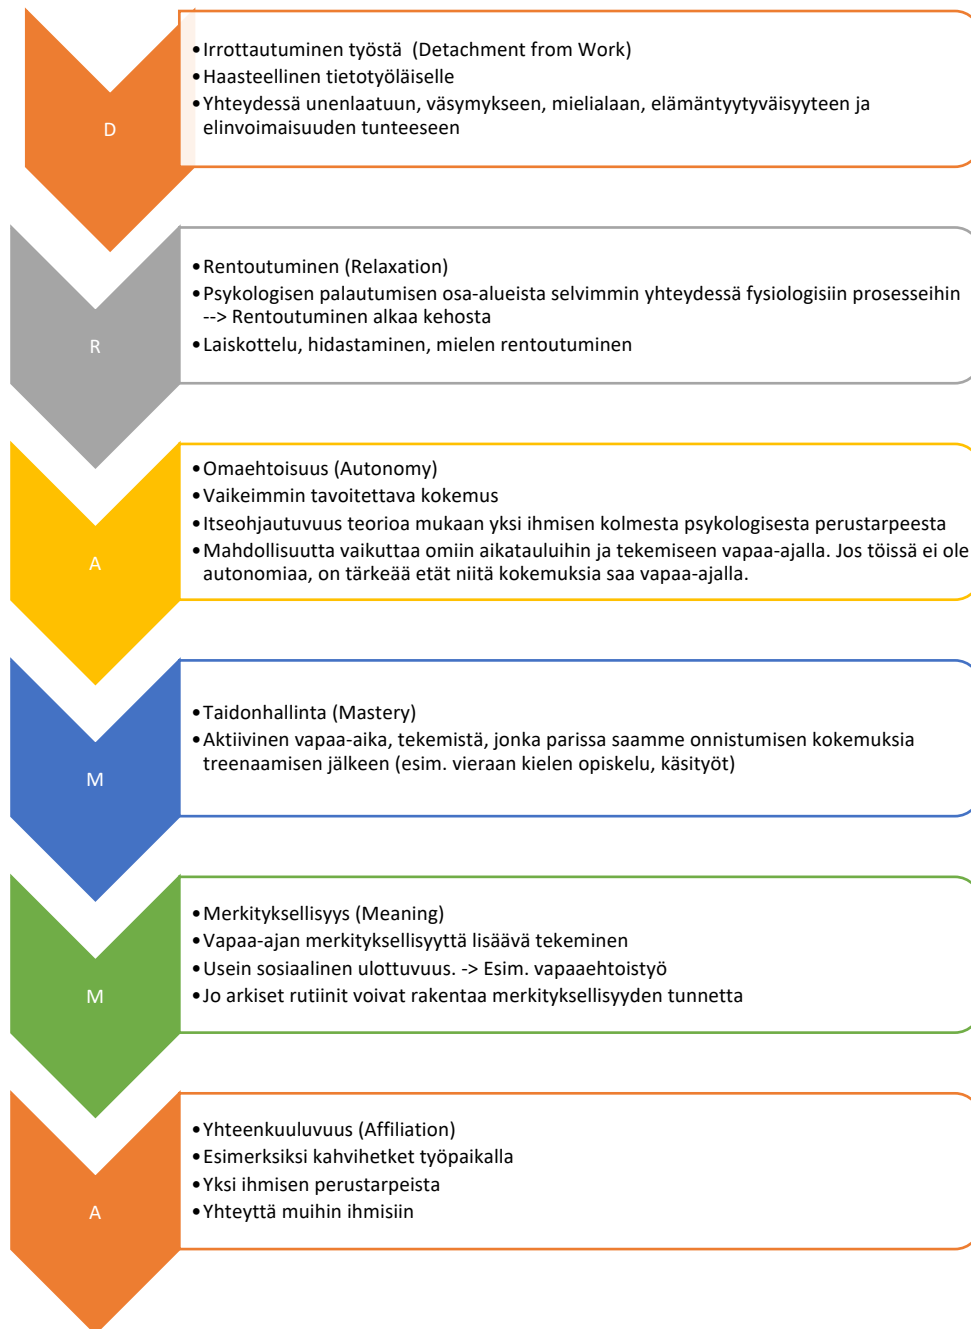 D
•Irrottautuminen työstä  (Detachment from Work)
•Haasteellinen tietotyöläiselle
•Yhteydessä unenlaatuun, väsymykseen, mielialaan, elämäntyytyväisyyteen ja
elinvoimaisuuden tunteeseen
R
•Rentoutuminen (Relaxation)
•Psykologisen palautumisen osa-alueista selvimmin yhteydessä fysiologisiin prosesseihin
--> Rentoutuminen alkaa kehosta
•Laiskottelu, hidastaminen, mielen rentoutuminen
A
•Omaehtoisuus (Autonomy)
•Vaikeimmin tavoitettava kokemus
•Itseohjautuvuus teorioa mukaan yksi ihmisen kolmesta psykologisesta perustarpeesta
•Mahdollisuutta vaikuttaa omiin aikatauluihin ja tekemiseen vapaa-ajalla. Jos töissä ei ole
autonomiaa, on tärkeää etät niitä kokemuksia saa vapaa-ajalla.
M
•Taidonhallinta (Mastery)
•Aktiivinen vapaa-aika, tekemistä, jonka parissa saamme onnistumisen kokemuksia
treenaamisen jälkeen (esim. vieraan kielen opiskelu, käsityöt)
M
•Merkityksellisyys (Meaning)
•Vapaa-ajan merkityksellisyyttä lisäävä tekeminen
•Usein sosiaalinen ulottuvuus. -> Esim. vapaaehtoistyö
•Jo arkiset rutiinit voivat rakentaa merkityksellisyyden tunnetta
A
•Yhteenkuuluvuus (Affiliation)
•Esimerksiksi kahvihetket työpaikalla
•Yksi ihmisen perustarpeista
•Yhteyttä muihin ihmisiin